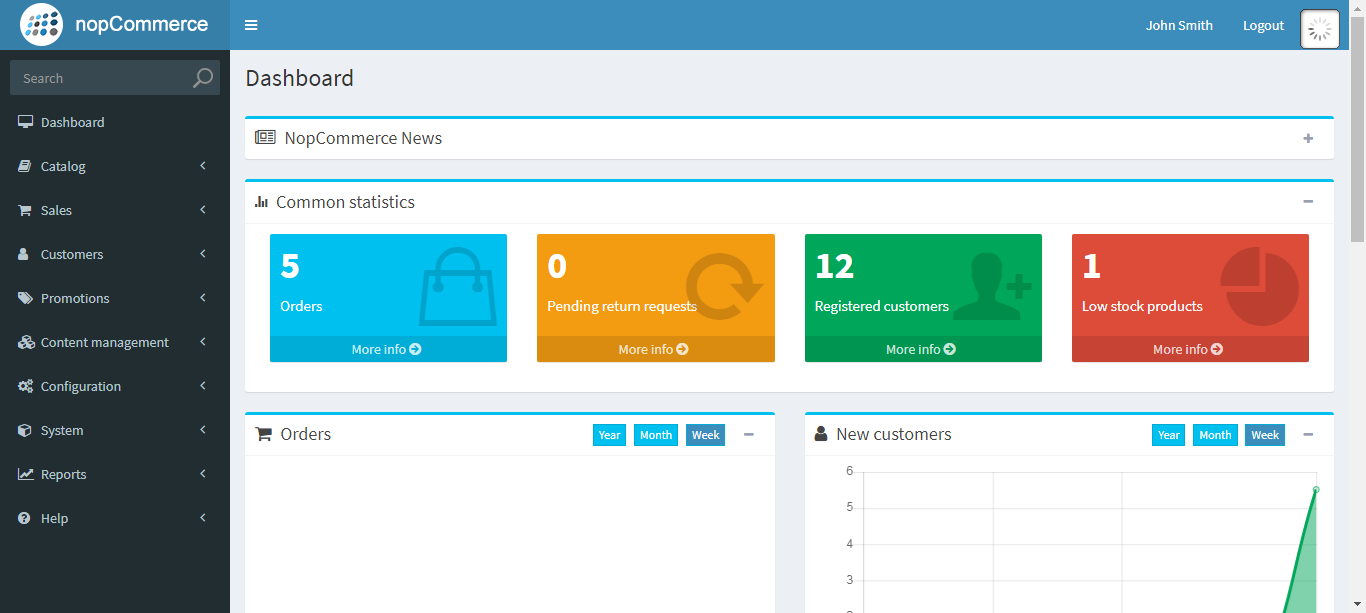 nopCommerce
John Smith
Logout
Search
Dashboard
Catalog
Sales
Customers
Promotions
Content management
Configuration
System
Reports
Help
Dashboard
NopCommerce News
Common statistics
5
Orders
More info
0
Pending return requests
More info
12
Registered customers
More info
1
Low stock products
More info
Orders
Year Month Week
New customers
Year Month Week
6
5
4
3